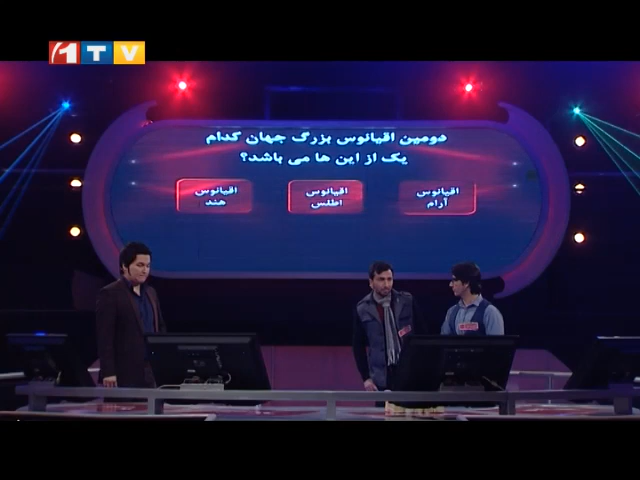 1TV
دومین اقیانوس بزرگ جهان کدام
یک از این ها می باشد؟
اقیانوس آرام
اقیانوس اطلس
اقیانوس هند